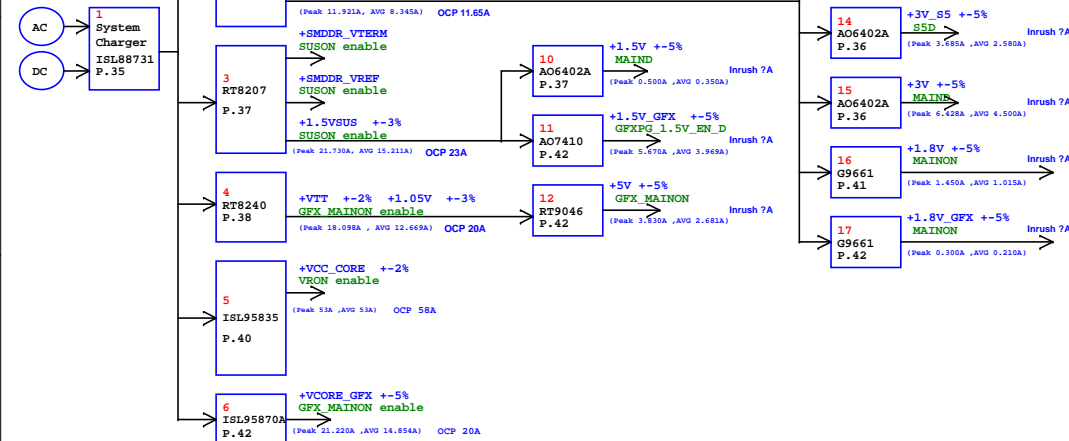 AC
DC
1
System
Charger
ISL88731
P.35
(Peak 11.921A, AVG 8.345A) OCP 11.65A
3
RT8207
P.37
+SMDDR_VTERM
SUSON enable
+SMDDR_VREF
SUSON enable
+1.5VSUS +-3%
SUSON enable
(Peak 21.730A, AVG 15.211A) OCP 23A
4
RT8240
P.38
+VTT +-2% +1.05V +-3%
GFX_MAINON enable
(Peak 18.098A , AVG 12.669A) OCP 20A
5
ISL95835
P.40
+VCC_CORE +-2%
VRON enable
(Peak 53A ,AVG 53A) OCP 58A
6
ISL95870A
P.42
+VCORE_GFX +-5%
GFX_MAINON enable
(Peak 21.220A ,AVG 14.854A) OCP 20A
10
AO6402A
P.37
+1.5V +-5%
MAIND
(Peak 0.500A ,AVG 0.350A)
Inrush ?A
11
AO7410
P.42
+1.5V_GFX +-5%
GFXPG_1.5V_EN_D
(Peak 5.670A ,AVG 3.969A)
Inrush ?A
12
RT9046
P.42
+5V +-5%
GFX_MAINON
(Peak 3.830A ,AVG 2.681A)
Inrush ?A
14
AO6402A
P.36
+3V_S5 +-5%
S5D
(Peak 3.685A ,AVG 2.580A)
Inrush ?A
15
AO6402A
P.36
+3V +-5%
MAIND
(Peak 6.428A ,AVG 4.500A)
Inrush ?A
16
G9661
P.41
+1.8V +-5%
MAINON
(Peak 1.450A ,AVG 1.015A)
Inrush ?A
17
G9661
P.42
+1.8V_GFX +-5%
MAINON
(Peak 0.300A ,AVG 0.210A)
Inrush ?A